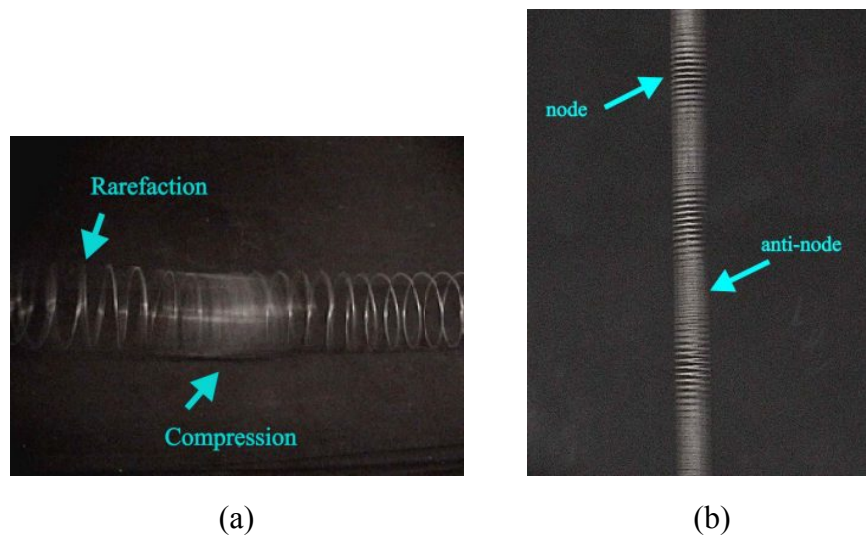 Rarefaction
Compression
node
anti-node
(a)
(b)